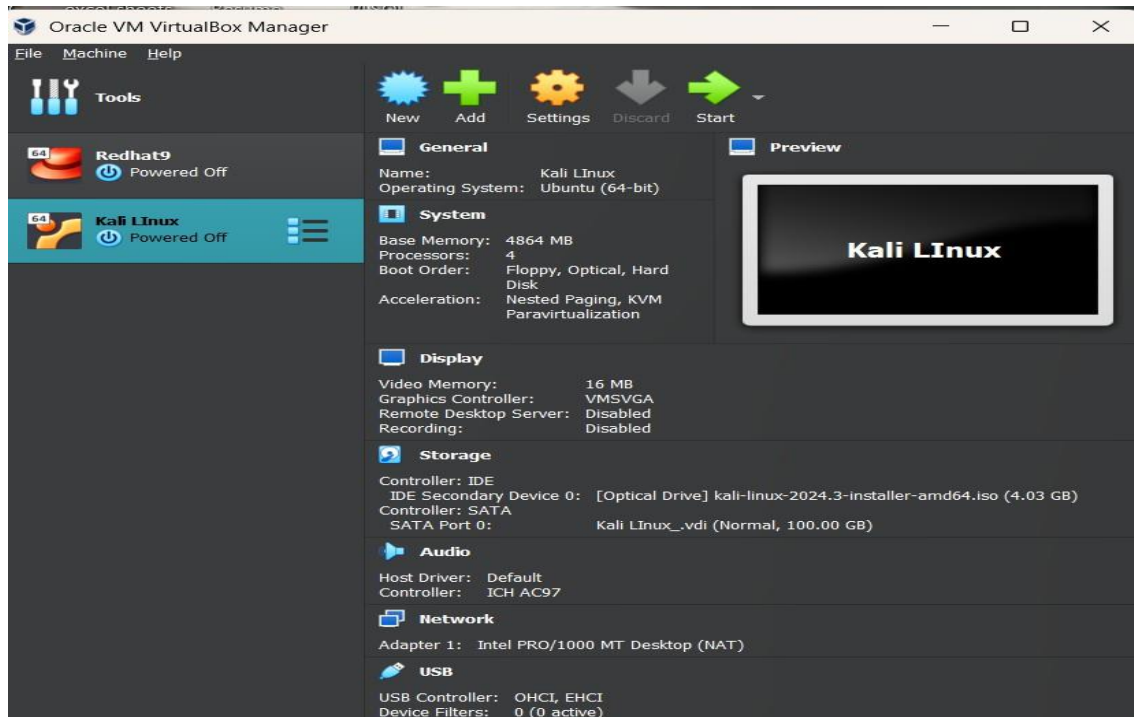 excel sheets
Oracle VM VirtualBox Manager
File Machine Help
Tools
New Add Settings Discard Start
64
Redhat9
Powered Off
64
Kali LInux
Powered Off
General
Name: Kali LInux
Operating System: Ubuntu (64-bit)
System
Base Memory: 4864 MB
Processors: 4
Boot Order: Floppy, Optical, Hard
Disk
Acceleration: Nested Paging, KVM
Paravirtualization
Preview
Kali LInux
Display
Video Memory: 16 MB
Graphics Controller: VMSVGA
Remote Desktop Server: Disabled
Recording: Disabled
Storage
Controller: IDE
IDE Secondary Device 0: [Optical Drive] kali-linux-2024.3-installer-amd64.iso (4.03 GB)
Controller: SATA
SATA Port 0: Kali LInux_.vdi (Normal, 100.00 GB)
Audio
Host Driver: Default
Controller: ICH AC97
Network
Adapter 1: Intel PRO/1000 MT Desktop (NAT)
USB
USB Controller: OHCI, EHCI
Device Filters: 0 (0 active)